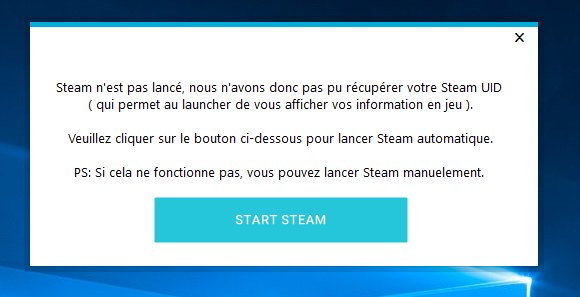 Steam n'est pas lancé, nous n'avons donc pas pu récupérer votre Steam UID
( qui permet au launcher de vous afficher vos information en jeu ).
Veuillez cliquer sur le bouton ci-dessous pour lancer Steam automatique.
PS: Si cela ne fonctionne pas, vous pouvez lancer Steam manuelement.
START STEAM